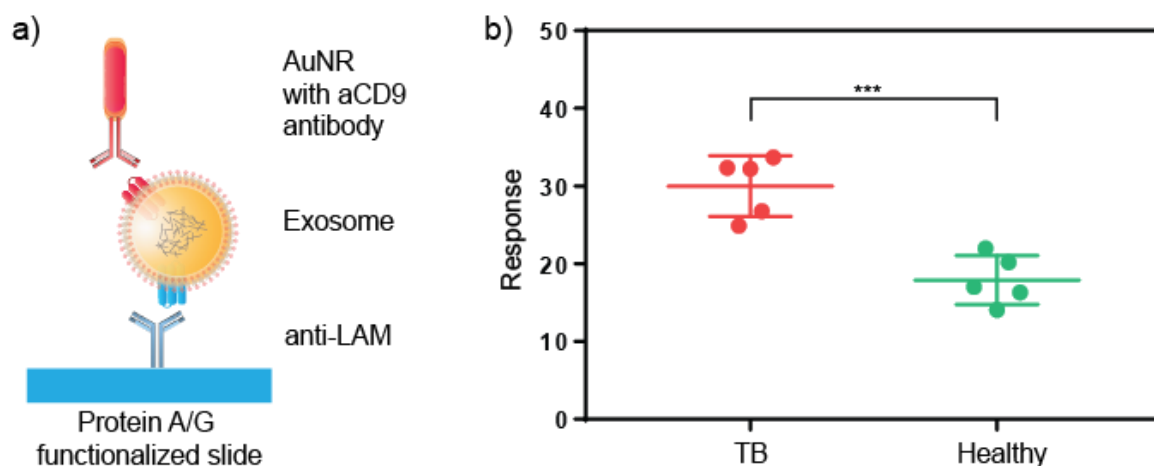 a)
AuNR
with aCD9
antibody
Exosome
anti-LAM
Protein A/G
functionalized slide
b)
50
40
30
20
10
0
Response
***
TB
Healthy